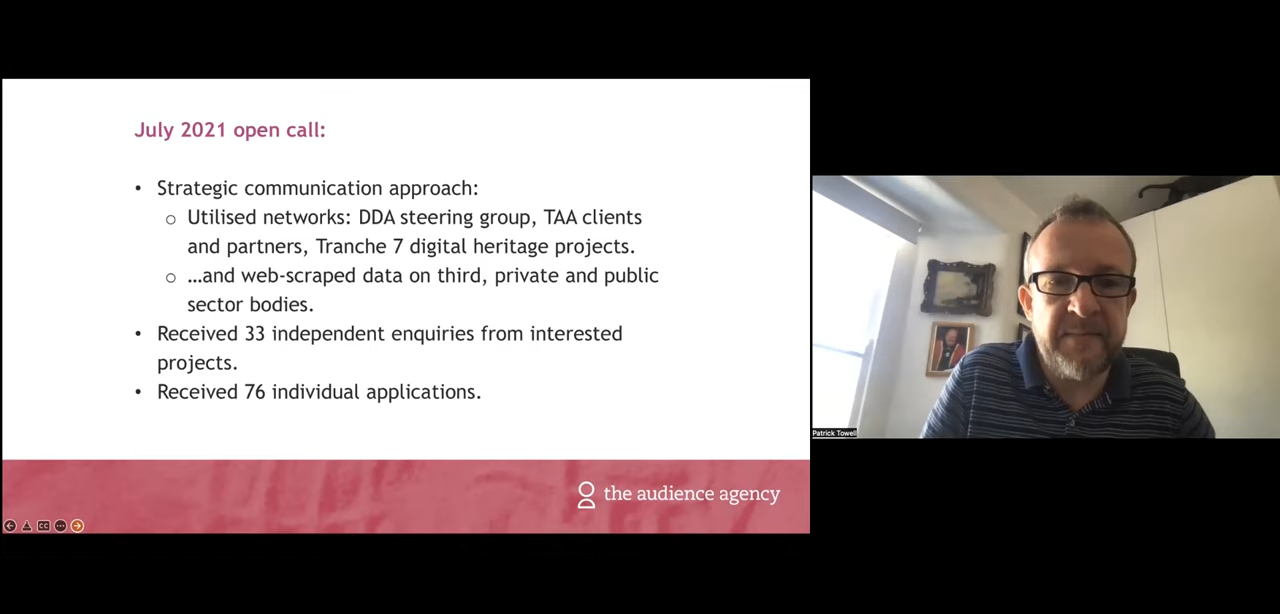 July 2021 open call:
• Strategic communication approach:
o Utilised networks: DDA steering group, TAA clients
and partners, Tranche 7 digital heritage projects.
o …and web-scraped data on third, private and public
sector bodies.
• Received 33 independent enquiries from interested
projects.
• Received 76 individual applications.
the audience agency
CC
Patrick Towell